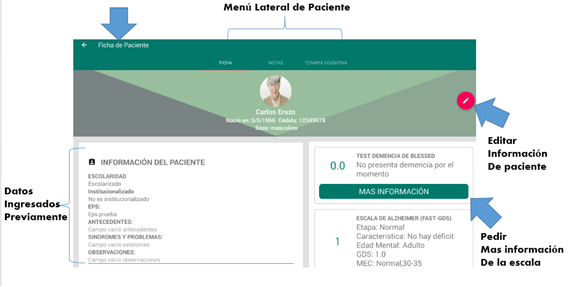 Menú Lateral de Paciente
Ficha de Paciente
FICHA NOTAS TERAPIA COGNITIVA
Carlos Erazo
Nació en: 5/5/1956 Cédula: 12345678
Sexo: masculino
Editar
Información
De paciente
Datos
Ingresados
Previamente
INFORMACIÓN DEL PACIENTE
ESCOLARIDAD
Escolarizado
Institucionalizado
No es institucionalizado
EPS:
Eps prueba
ANTECEDENTES:
Campo vacío antecedentes
SINDROMES Y PROBLEMAS:
Campo vacío síndromes
OBSERVACIONES:
Campo vacío observaciones
0.0
TEST DEMENCIA DE BLESSED
No presenta demencia por el
momento
MAS INFORMACIÓN
Pedir
Mas información
De la escala
1
ESCALA DE ALZHEIMER (FAST-GDS)
Etapa: Normal
Caracteristica: No hay déficit
Edad Mental: Adulto
GDS: 1.0
MEC: Normal,30-35